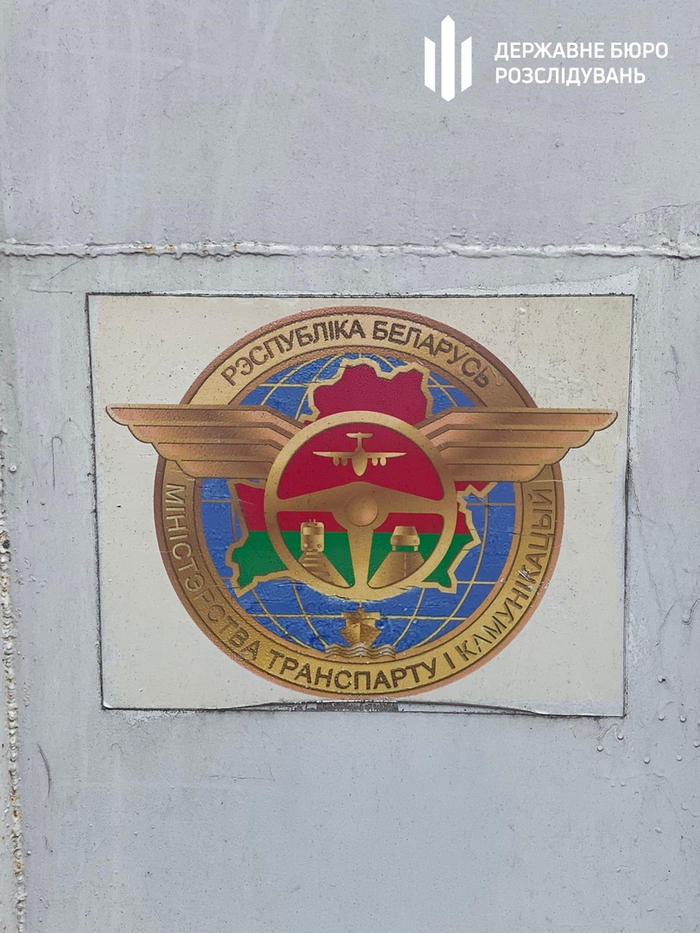 ДЕРЖАВНЕ БЮРО
РОЗСЛІДУВАНЬ
РЭСПУБЛІКА БЕЛАРУСЬ
МІНІСТЭРСТВА ТРАНСПАРТУ І КАМУНІКАЦЫЙ